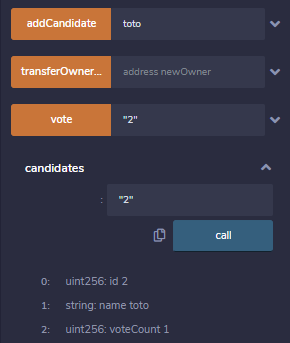 addCandidate toto
transferOwner... address newOwner
vote "2"
candidates
: "2"
call
0: uint256: id 2
1: string: name toto
2: uint256: voteCount 1